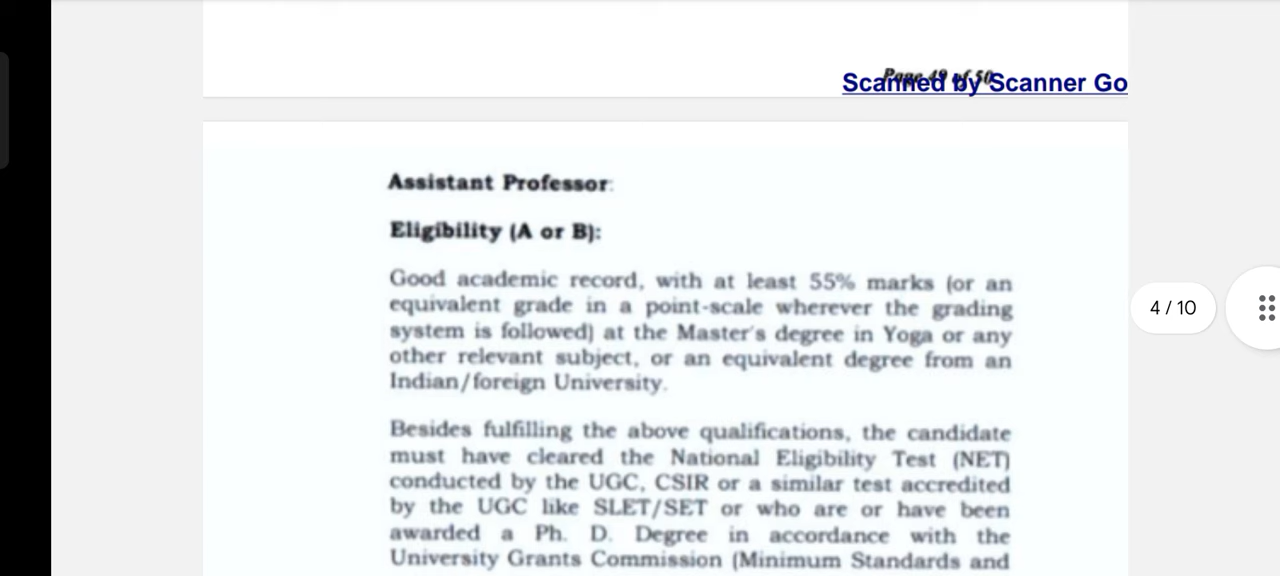 Page 49 of 50
Scanned by Scanner Go
Assistant Professor:
Eligibility (A or B):
Good academic record, with at least 55% marks (or an
equivalent grade in a point-scale wherever the grading
system is followed) at the Master's degree in Yoga or any
other relevant subject, or an equivalent degree from an
Indian/foreign University.
4 / 10
Besides fulfilling the above qualifications, the candidate
must have cleared the National Eligibility Test (NET)
conducted by the UGC, CSIR or a similar test accredited
by the UGC like SLET/SET or who are or have been
awarded a Ph. D. Degree in accordance with the
University Grants Commission (Minimum Standards and